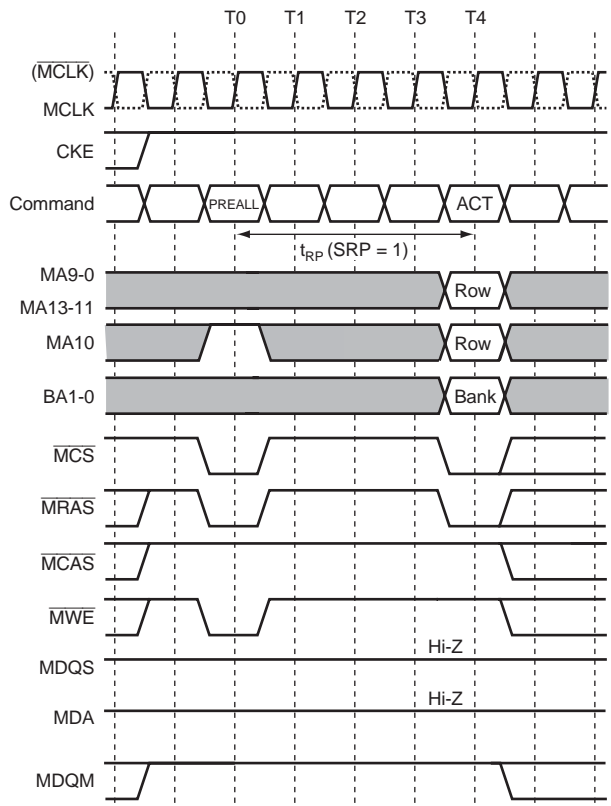 T0 T1 T2 T3 T4
(MCLK)
MCLK
CKE
Command PREALL ACT
tRP (SRP = 1)
MA9-0
MA13-11 Row
MA10 Row
BA1-0 Bank
MCS
MRAS
MCAS
MWE
Hi-Z
MDQS
Hi-Z
MDA
MDQM